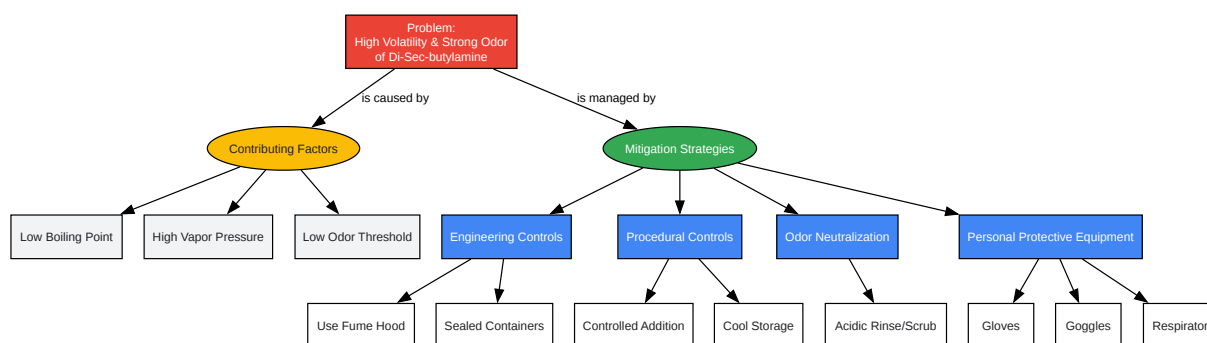 Problem:
High Volatility & Strong Odor
of Di-Sec-butylamine
is caused by
is managed by
Contributing Factors
Mitigation Strategies
Low Boiling Point
High Vapor Pressure
Low Odor Threshold
Engineering Controls
Procedural Controls
Odor Neutralization
Personal Protective Equipment
Use Fume Hood
Sealed Containers
Controlled Addition
Cool Storage
Acidic Rinse/Scrub
Gloves
Goggles
Respirator